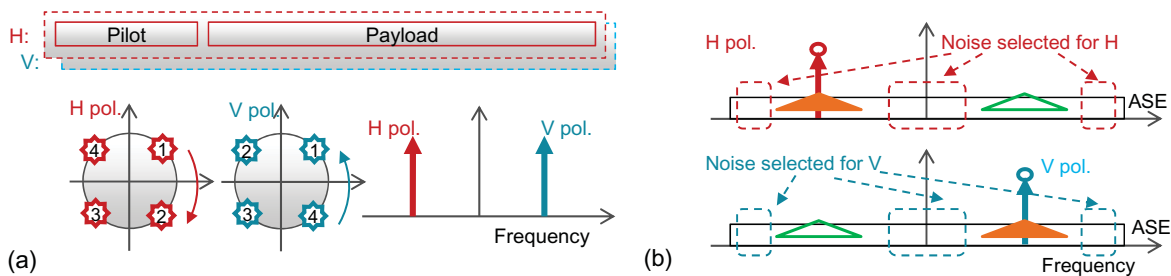 H:
Pilot
Payload
V:
H pol.
V pol.
4
1
3
2
2
1
3
4
H pol.
V pol.
Frequency
(a)
H pol.
Noise selected for H
ASE
Noise selected for V
V pol.
ASE
Frequency
(b)